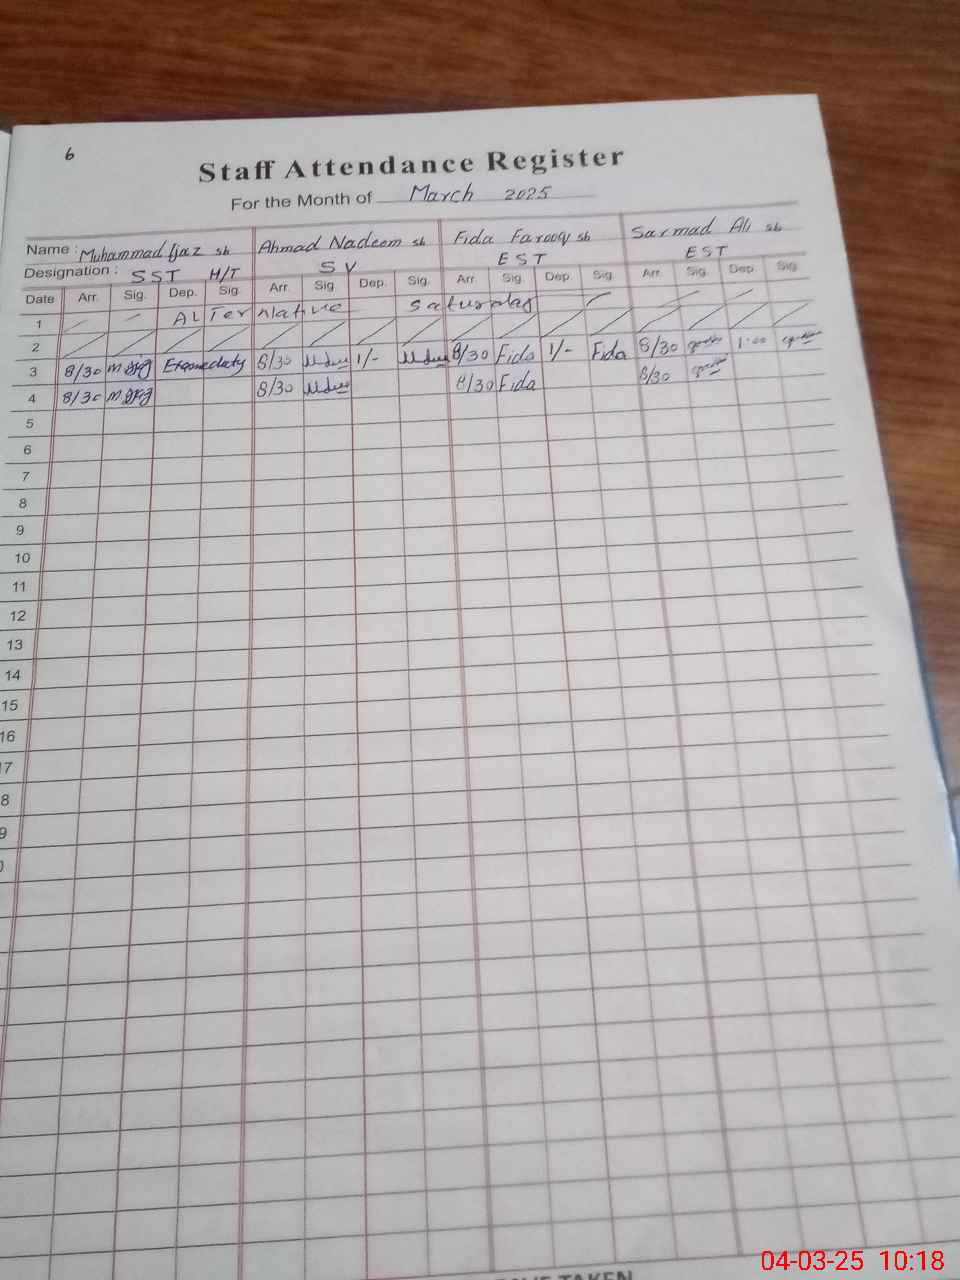 6
Staff Attendance Register
For the Month of March 2025
Name : Muhammad Ijaz sb Ahmad Nadeem sb Fida Farooq sb Sarmad Ali sb
Designation : SST H/T SV EST EST
Date Arr. Sig. Dep. Sig. Arr. Sig. Dep. Sig. Arr. Sig. Dep. Sig. Arr. Sig. Dep. Sig.
1 ALTernative Saturday
2
3 8/30 8/30 1/- 8/30 Fida 1/- Fida 8/30 1:00
4 8/30 8/30 8/30 Fida 8/30
5
6
7
8
9
10
11
12
13
14
15
16
17
8
9
04-03-25 10:18